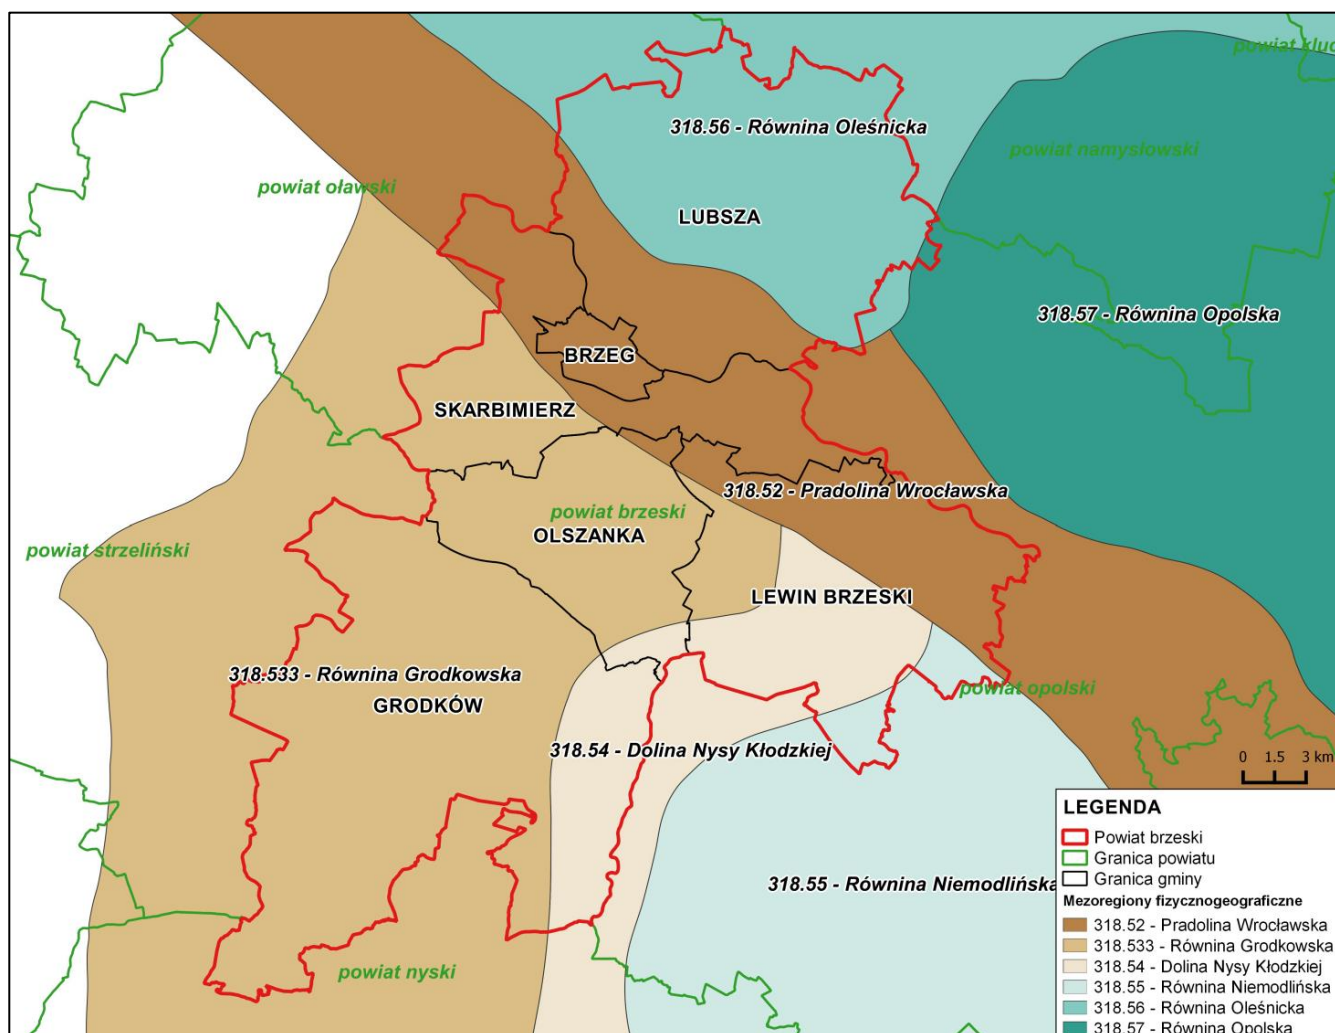 powiat kluc
318.56 - Równina Oleśnicka
powiat namysłowski
powiat oławski
LUBSZA
318.57 - Równina Opolska
BRZEG
SKARBIMIERZ
318.52 - Pradolina Wrocławska
powiat brzeski
OLSZANKA
powiat strzeliński
LEWIN BRZESKI
318.533 - Równina Grodkowska
powiat opolski
GRODKÓW
318.54 - Dolina Nysy Kłodzkiej
0 1.5 3 km
318.55 - Równina Niemodlińska
powiat nyski
LEGENDA
Powiat brzeski
Granica powiatu
Granica gminy
Mezoregiony fizycznogeograficzne
318.52 - Pradolina Wrocławska
318.533 - Równina Grodkowska
318.54 - Dolina Nysy Kłodzkiej
318.55 - Równina Niemodlińska
318.56 - Równina Oleśnicka
318.57 - Równina Opolska